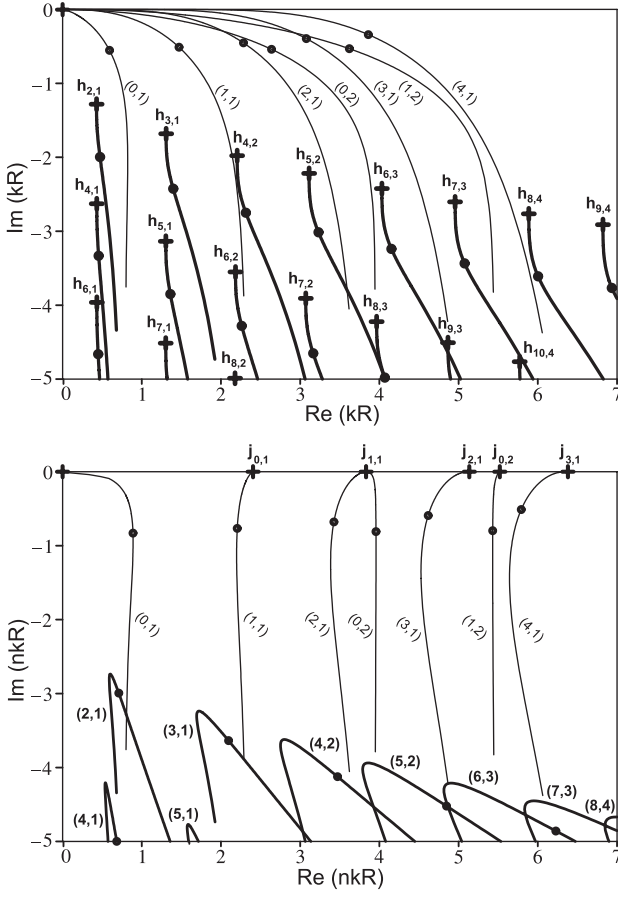 0
−1
−2
−3
−4
−5
Im (kR)
h2,1
h3,1
h4,2
h5,2
h6,3
h7,3
h8,4
h9,4
h4,1
h5,1
h6,2
h7,2
h8,3
h9,3
h10,4
h6,1
h7,1
h8,2
(0,1)
(1,1)
(2,1)
(0,2)
(3,1)
(1,2)
(4,1)
0 1 2 3 4 5 6 7
Re (kR)
j0,1
j1,1
j2,1
j0,2
j3,1
0
−1
−2
−3
−4
−5
Im (nkR)
(0,1)
(1,1)
(2,1)
(0,2)
(3,1)
(1,2)
(4,1)
(2,1)
(3,1)
(4,2)
(5,2)
(6,3)
(7,3)
(8,4)
(4,1)
(5,1)
0 1 2 3 4 5 6 7
Re (nkR)